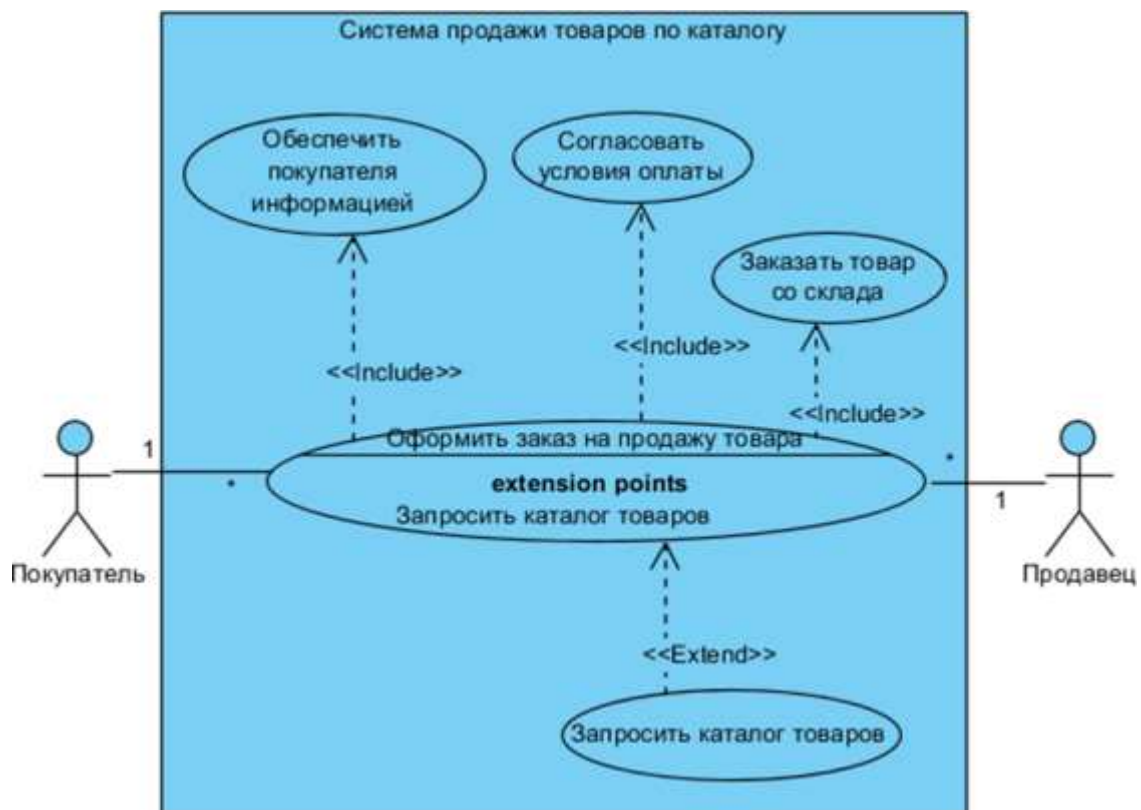 Система продажи товаров по каталогу
Обеспечить
покупателя
информацией
Согласовать
условия оплаты
Заказать товар
со склада
<<Include>>
<<Include>>
<<Include>>
Оформить заказ на продажу товара
extension points
Запросить каталог товаров
1
*
*
1
Покупатель
Продавец
<<Extend>>
Запросить каталог товаров